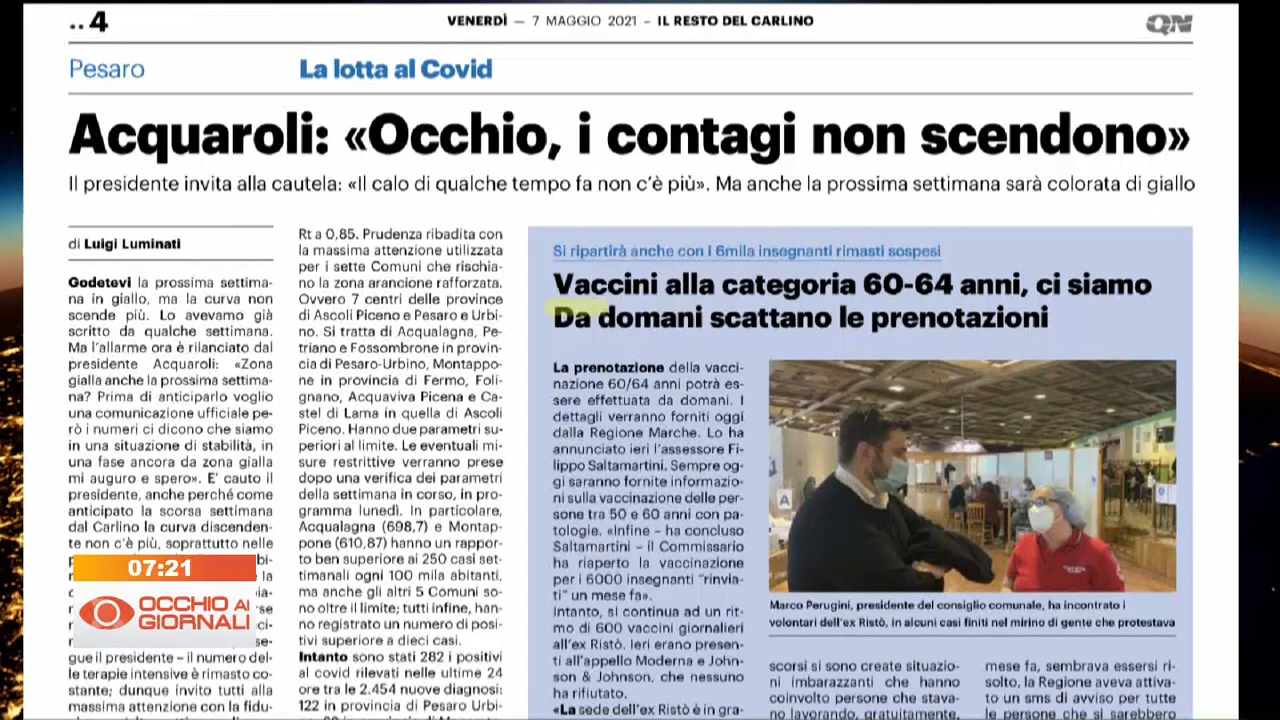 ..4
VENERDÌ — 7 MAGGIO 2021 – IL RESTO DEL CARLINO
QN
Pesaro
La lotta al Covid
Acquaroli: «Occhio, i contagi non scendono»
Il presidente invita alla cautela: «Il calo di qualche tempo fa non c'è più». Ma anche la prossima settimana sarà colorata di giallo
di Luigi Luminati
Godetevi la prossima settima-
na in giallo, ma la curva non
scende più. Lo avevamo già
scritto da qualche settimana.
Ma l'allarme ora è rilanciato dal
presidente Acquaroli: «Zona
gialla anche la prossima settima-
na? Prima di anticiparlo voglio
una comunicazione ufficiale pe-
rò i numeri ci dicono che siamo
in una situazione di stabilità, in
una fase ancora da zona gialla
mi auguro e spero». E' cauto il
presidente, anche perché come
anticipato la scorsa settimana
dal Carlino la curva discenden-
te non c'è più, soprattutto nelle
bi-
la
se-
gue il presidente – il numero del-
le terapie intensive è rimasto co-
stante; dunque invito tutti alla
massima attenzione con la fidu-
07:21
OCCHIO AI
GIORNALI
Rt a 0,85. Prudenza ribadita con
la massima attenzione utilizzata
per i sette Comuni che rischia-
no la zona arancione rafforzata.
Ovvero 7 centri delle province
di Ascoli Piceno e Pesaro e Urbi-
no. Si tratta di Acqualagna, Pe-
triano e Fossombrone in provin-
cia di Pesaro-Urbino, Montappo-
ne in provincia di Fermo, Foli-
gnano, Acquaviva Picena e Ca-
stel di Lama in quella di Ascoli
Piceno. Hanno due parametri su-
periori al limite. Le eventuali mi-
sure restrittive verranno prese
dopo una verifica dei parametri
della settimana in corso, in pro-
gramma lunedì. In particolare,
Acqualagna (698,7) e Montap-
pone (610,87) hanno un rappor-
to ben superiore ai 250 casi set-
timanali ogni 100 mila abitanti,
ma anche gli altri 5 Comuni so-
no oltre il limite; tutti infine, han-
no registrato un numero di posi-
tivi superiore a dieci casi.
Intanto sono stati 282 i positivi
al covid rilevati nelle ultime 24
ore tra le 2.454 nuove diagnosi:
122 in provincia di Pesaro Urbi-
Si ripartirà anche con i 6mila insegnanti rimasti sospesi
Vaccini alla categoria 60-64 anni, ci siamo
Da domani scattano le prenotazioni
La prenotazione della vacci-
nazione 60/64 anni potrà es-
sere effettuata da domani. I
dettagli verranno forniti oggi
dalla Regione Marche. Lo ha
annunciato ieri l'assessore Fi-
lippo Saltamartini. Sempre og-
gi saranno fornite informazio-
ni sulla vaccinazione delle per-
sone tra 50 e 60 anni con pa-
tologie. «Infine – ha concluso
Saltamartini – il Commissario
ha riaperto la vaccinazione
per i 6000 insegnanti "rinvia-
ti" un mese fa».
Intanto, si continua ad un rit-
mo di 600 vaccini giornalieri
all'ex Ristò. Ieri erano presen-
ti all'appello Moderna e John-
son & Johnson, che nessuno
ha rifiutato.
«La sede dell'ex Ristò è in gra-
A
Marco Perugini, presidente del consiglio comunale, ha incontrato i
volontari dell'ex Ristò, in alcuni casi finiti nel mirino di gente che protestava
scorsi si sono create situazio-
ni imbarazzanti che hanno
coinvolto persone che stava-
no lavorando, gratuitamente,
mese fa, sembrava essersi ri-
solto, la Regione aveva attiva-
to un sms di avviso per tutte
le persone che si sarebbero